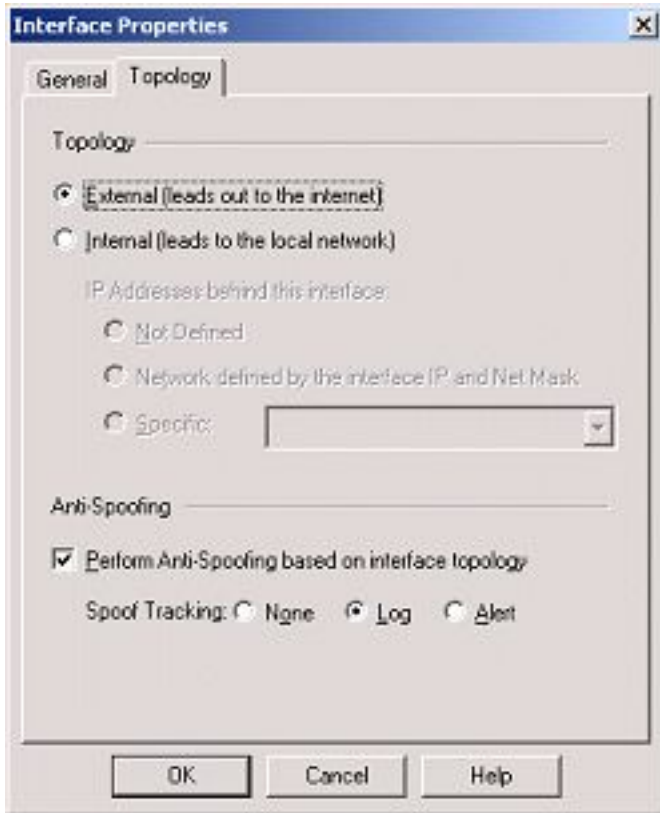 Interface Properties
General Topology
Topology
External (leads out to the internet)
Internal (leads to the local network)
IP Addresses behind this interface:
Not Defined
Network defined by the interface IP and Net Mask
Specific:
Anti-Spoofing
Perform Anti-Spoofing based on interface topology
Spoof Tracking: None Log Alert
OK Cancel Help